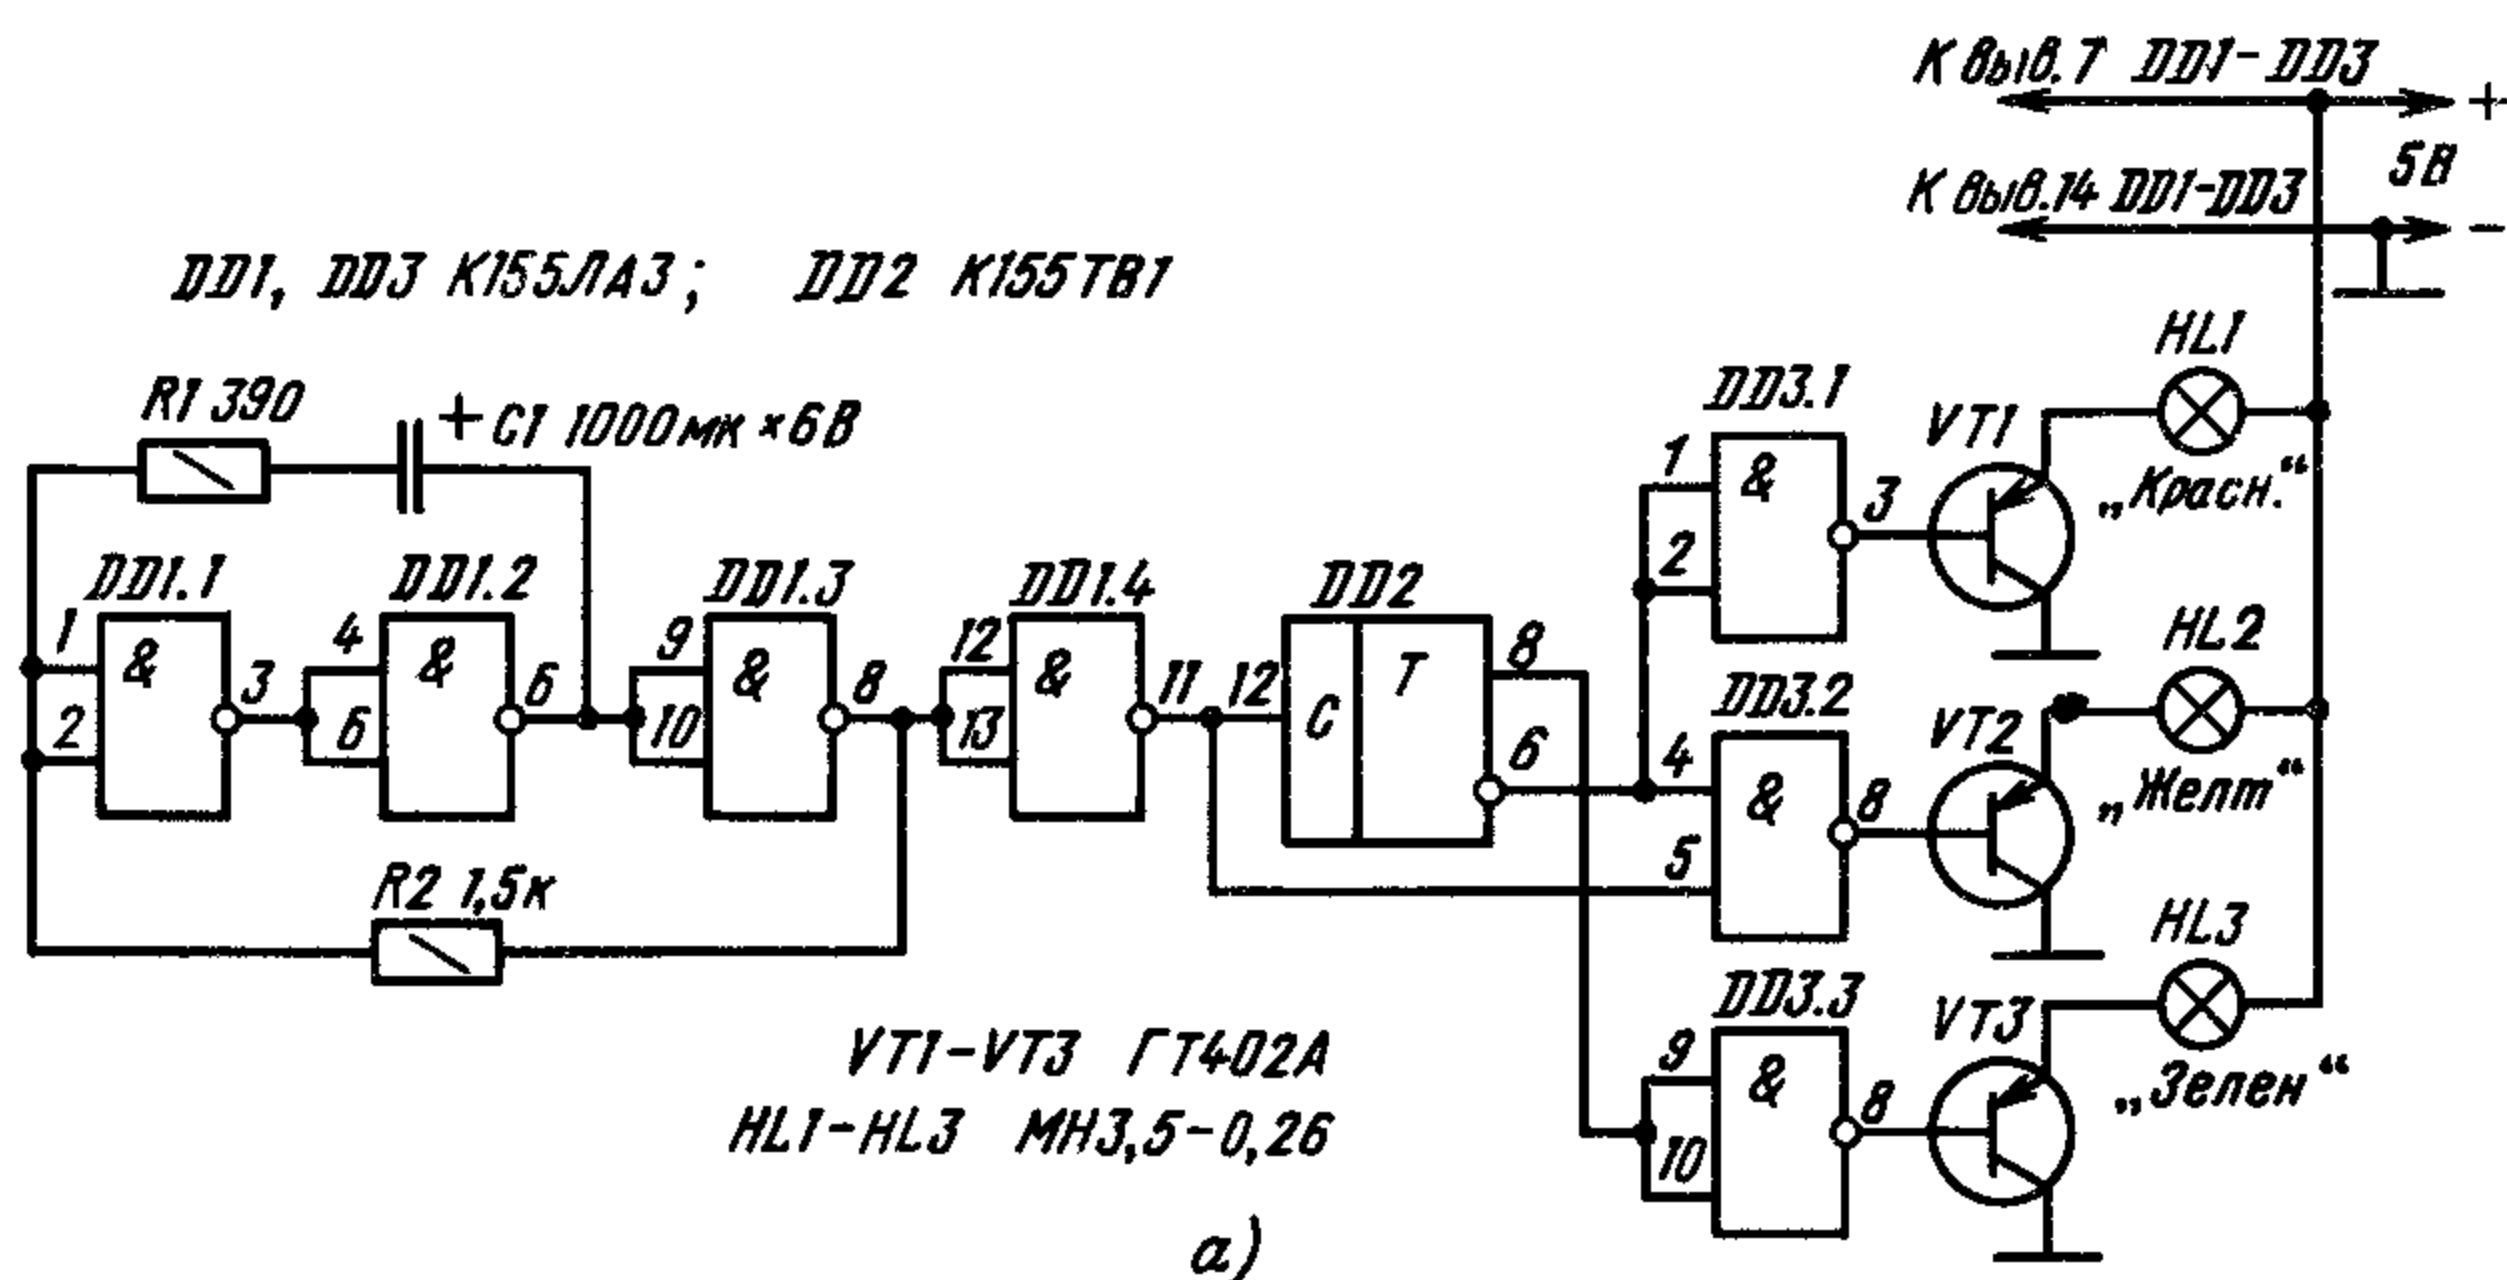 К выв.7 DD1-DD3
+
5В
К выв.14 DD1-DD3
-
DD1, DD3 К155ЛА3; DD2 К155ТВ1
R1 390
+ C1 1000мк×6В
DD1.1
1
2
&
3
DD1.2
4
6
&
6
DD1.3
9
10
&
8
DD1.4
12
13
&
11
DD2
12
C
T
8
6
R2 1,5к
DD3.1
1
2
&
3
VT1
HL1
„Красн.“
DD3.2
4
5
&
8
VT2
HL2
„Желт“
DD3.3
9
10
&
8
VT3
HL3
„Зелен“
VT1-VT3 ГТ402А
HL1-HL3 МН3,5-0,26
а)